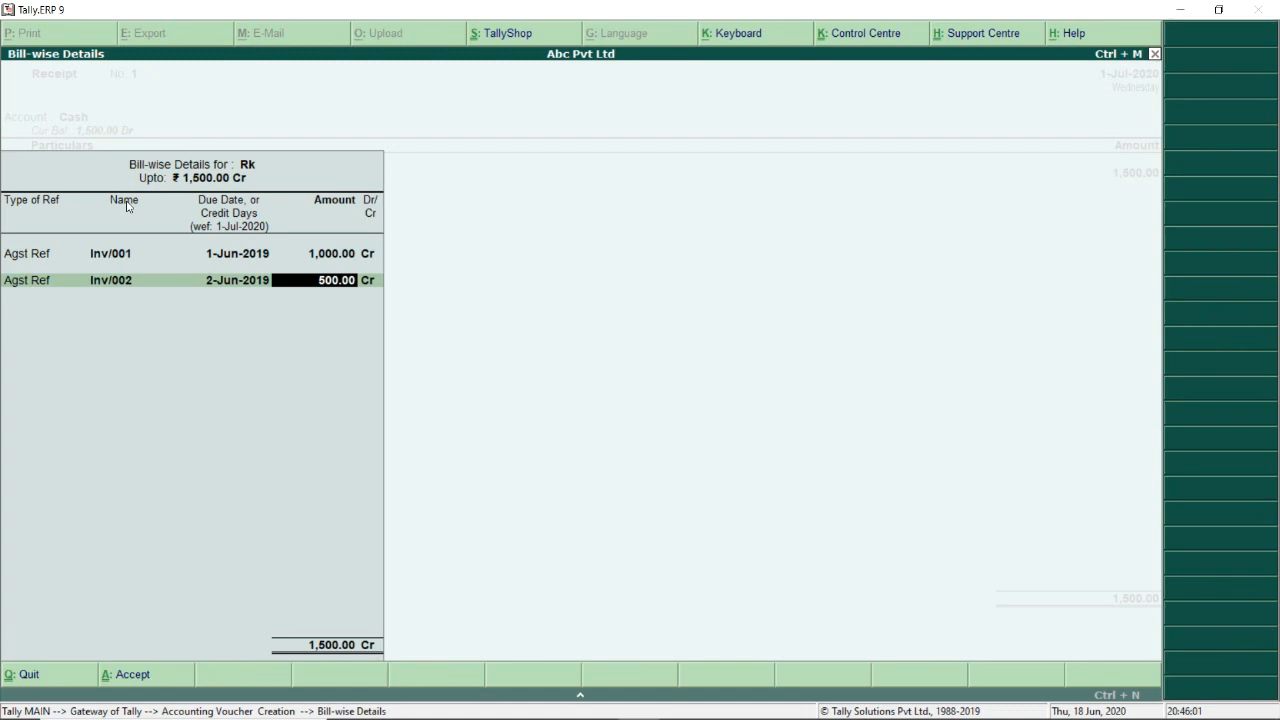 Tally.ERP 9
P: Print E: Export M: E-Mail O: Upload S: TallyShop G: Language K: Keyboard K: Control Centre H: Support Centre H: Help
Bill-wise Details Abc Pvt Ltd Ctrl + M
Receipt No. 1 1-Jul-2020
Wednesday
Account Cash
Cur Bal: 1,500.00 Dr
Particulars Amount
1,500.00
Bill-wise Details for : Rk
Upto: ₹ 1,500.00 Cr
Type of Ref Name Due Date, or Amount Dr/
Credit Days Cr
(wef: 1-Jul-2020)
Agst Ref Inv/001 1-Jun-2019 1,000.00 Cr
Agst Ref Inv/002 2-Jun-2019 500.00 Cr
1,500.00
1,500.00 Cr
Q: Quit A: Accept
Ctrl + N
Tally MAIN --> Gateway of Tally --> Accounting Voucher Creation --> Bill-wise Details © Tally Solutions Pvt Ltd., 1988-2019 Thu, 18 Jun, 2020 20:46:01